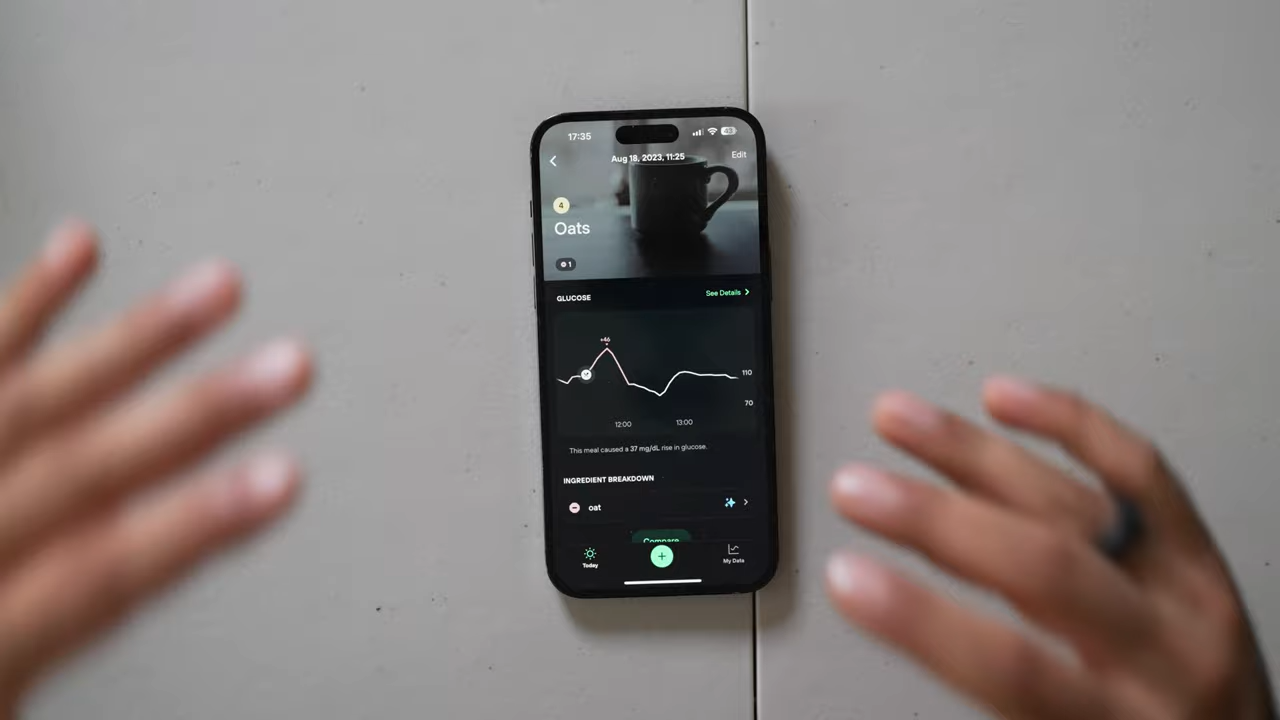 17:35
43
Aug 18, 2023, 11:25
Edit
4
Oats
1
GLUCOSE
See Details
+46
110
70
12:00
13:00
This meal caused a 37 mg/dL rise in glucose.
INGREDIENT BREAKDOWN
oat
Compare
Today
My Data